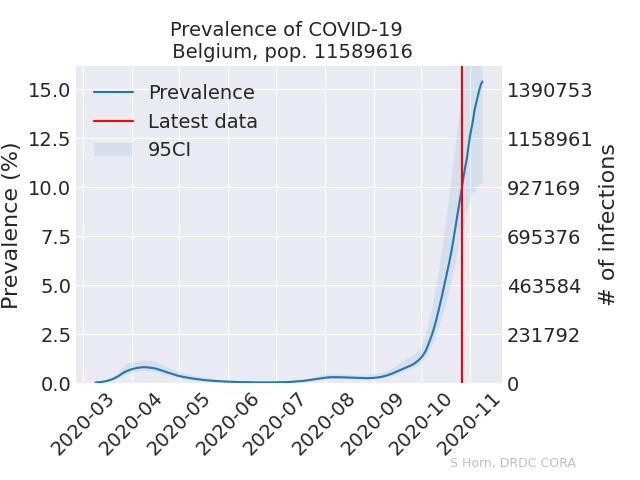 Prevalence of COVID-19
Belgium, pop. 11589616
Prevalence
Latest data
95CI
Prevalence (%)
15.0
12.5
10.0
7.5
5.0
2.5
0.0
1390753
1158961
927169
695376
463584
231792
0
# of infections
2020-03
2020-04
2020-05
2020-06
2020-07
2020-08
2020-09
2020-10
2020-11
S Horn, DRDC CORA